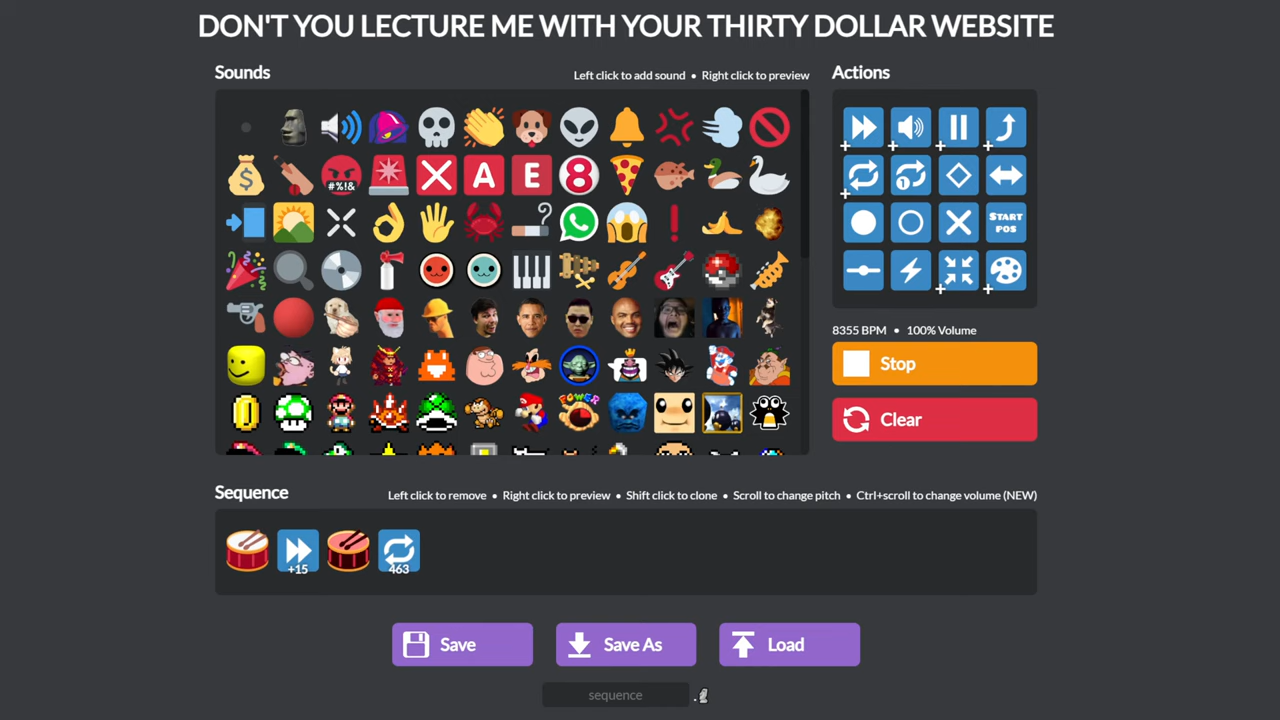 DON'T YOU LECTURE ME WITH YOUR THIRTY DOLLAR WEBSITE
Sounds
Left click to add sound • Right click to preview
Actions
#%!&
A
E
8
1
START
POS
POWER
8355 BPM • 100% Volume
Stop
Clear
Sequence
Left click to remove • Right click to preview • Shift click to clone • Scroll to change pitch • Ctrl+scroll to change volume (NEW)
+15
463
Save
Save As
Load
sequence